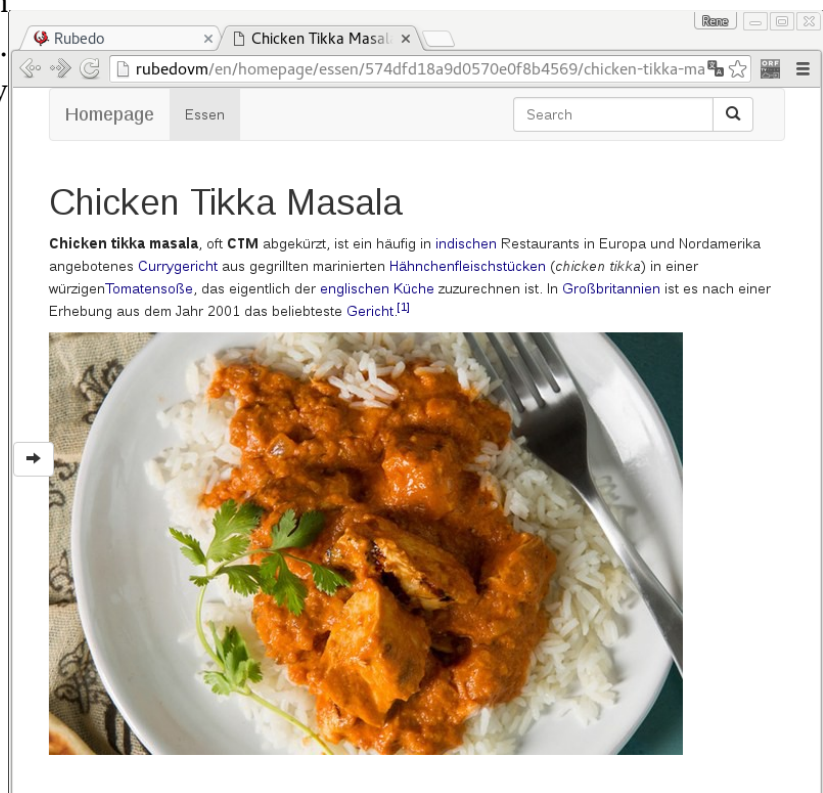 Rene
Rubedo × Chicken Tikka Masal ×
rubedovm/en/homepage/essen/574dfd18a9d0570e0f8b4569/chicken-tikka-ma
Homepage Essen Search
Chicken Tikka Masala
Chicken tikka masala, oft CTM abgekürzt, ist ein häufig in indischen Restaurants in Europa und Nordamerika
angebotenes Currygericht aus gegrillten marinierten Hähnchenfleischstücken (chicken tikka) in einer
würzigenTomatensoße, das eigentlich der englischen Küche zuzurechnen ist. In Großbritannien ist es nach einer
Erhebung aus dem Jahr 2001 das beliebteste Gericht.[1]